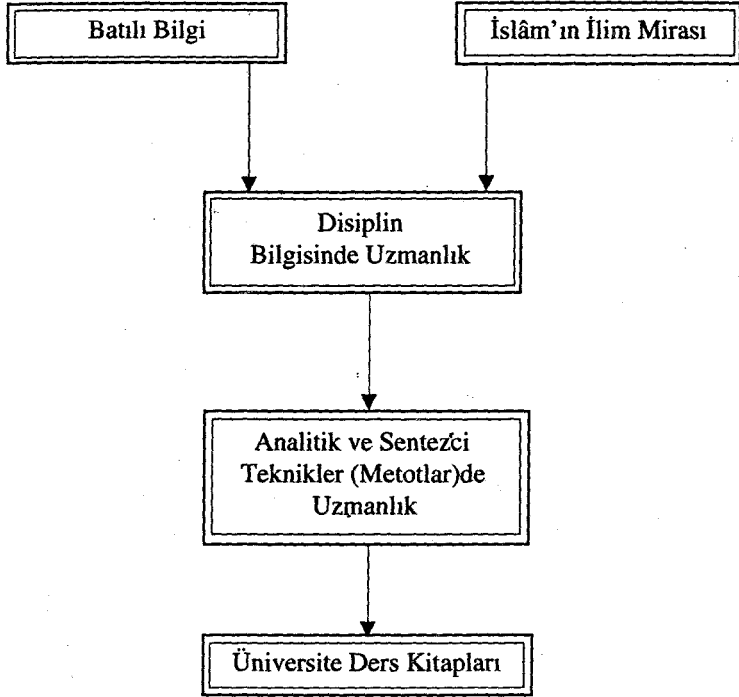 Batılı Bilgi
İslâm'ın İlim Mirası
Disiplin
Bilgisinde Uzmanlık
Analitik ve Sentez'ci
Teknikler (Metotlar)de
Uzmanlık
Üniversite Ders Kitapları